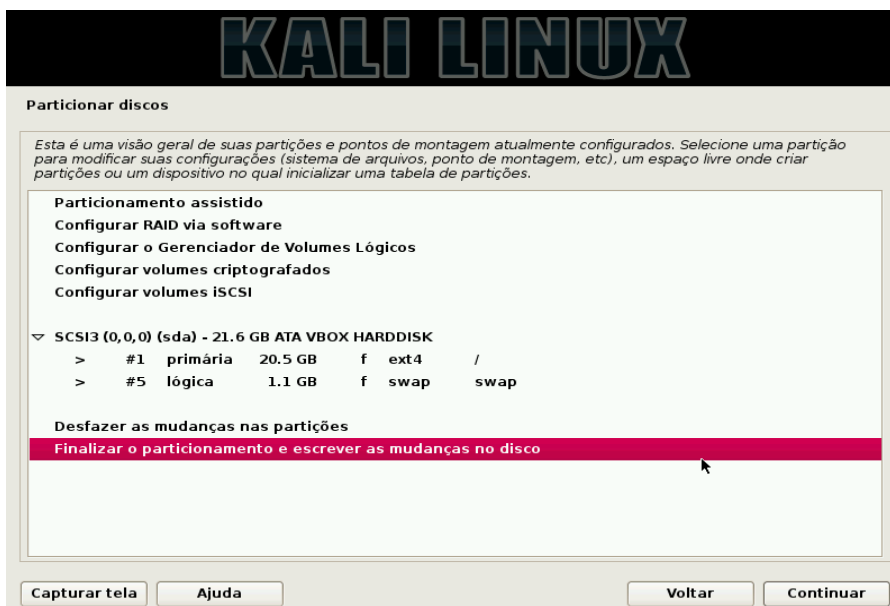 KALI LINUX
Particionar discos
Esta é uma visão geral de suas partições e pontos de montagem atualmente configurados. Selecione uma partição
para modificar suas configurações (sistema de arquivos, ponto de montagem, etc), um espaço livre onde criar
partições ou um dispositivo no qual inicializar uma tabela de partições.
Particionamento assistido
Configurar RAID via software
Configurar o Gerenciador de Volumes Lógicos
Configurar volumes criptografados
Configurar volumes iSCSI
SCSI3 (0,0,0) (sda) - 21.6 GB ATA VBOX HARDDISK
> #1 primária 20.5 GB f ext4 /
> #5 lógica 1.1 GB f swap swap
Desfazer as mudanças nas partições
Finalizar o particionamento e escrever as mudanças no disco
Capturar tela Ajuda Voltar Continuar